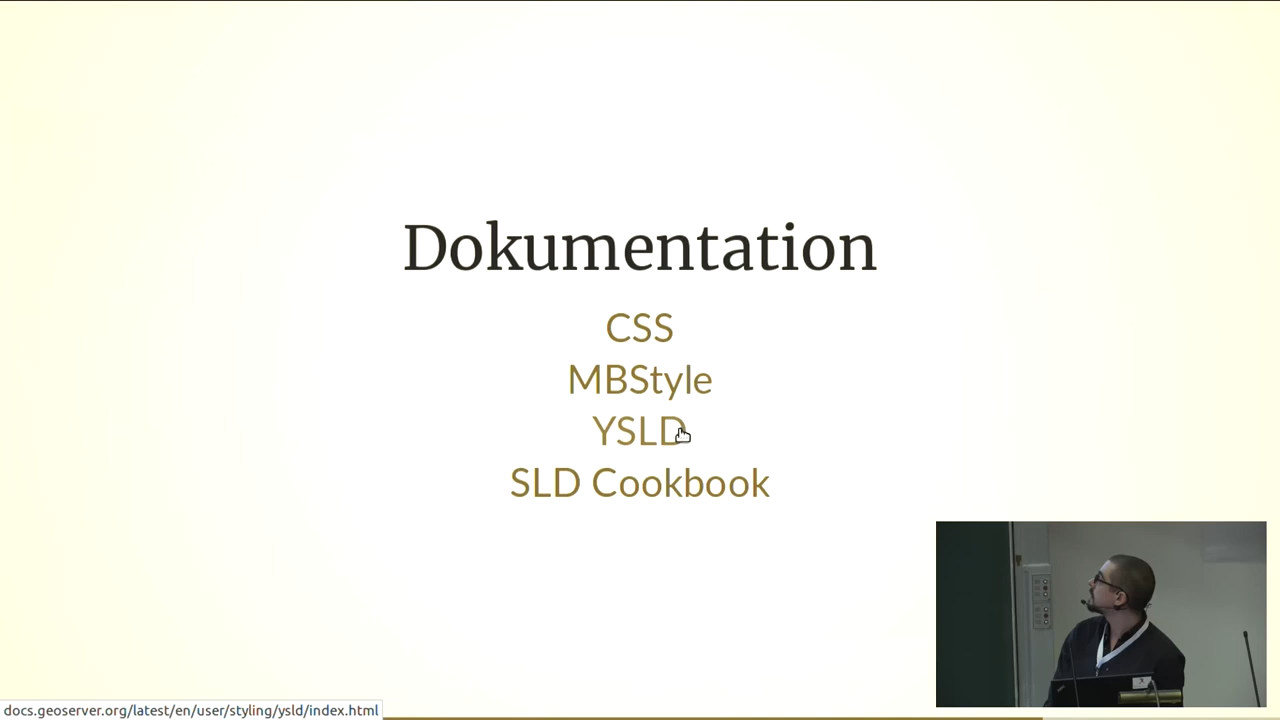 Dokumentation
CSS
MBStyle
YSLD
SLD Cookbook
docs.geoserver.org/latest/en/user/styling/ysld/index.html